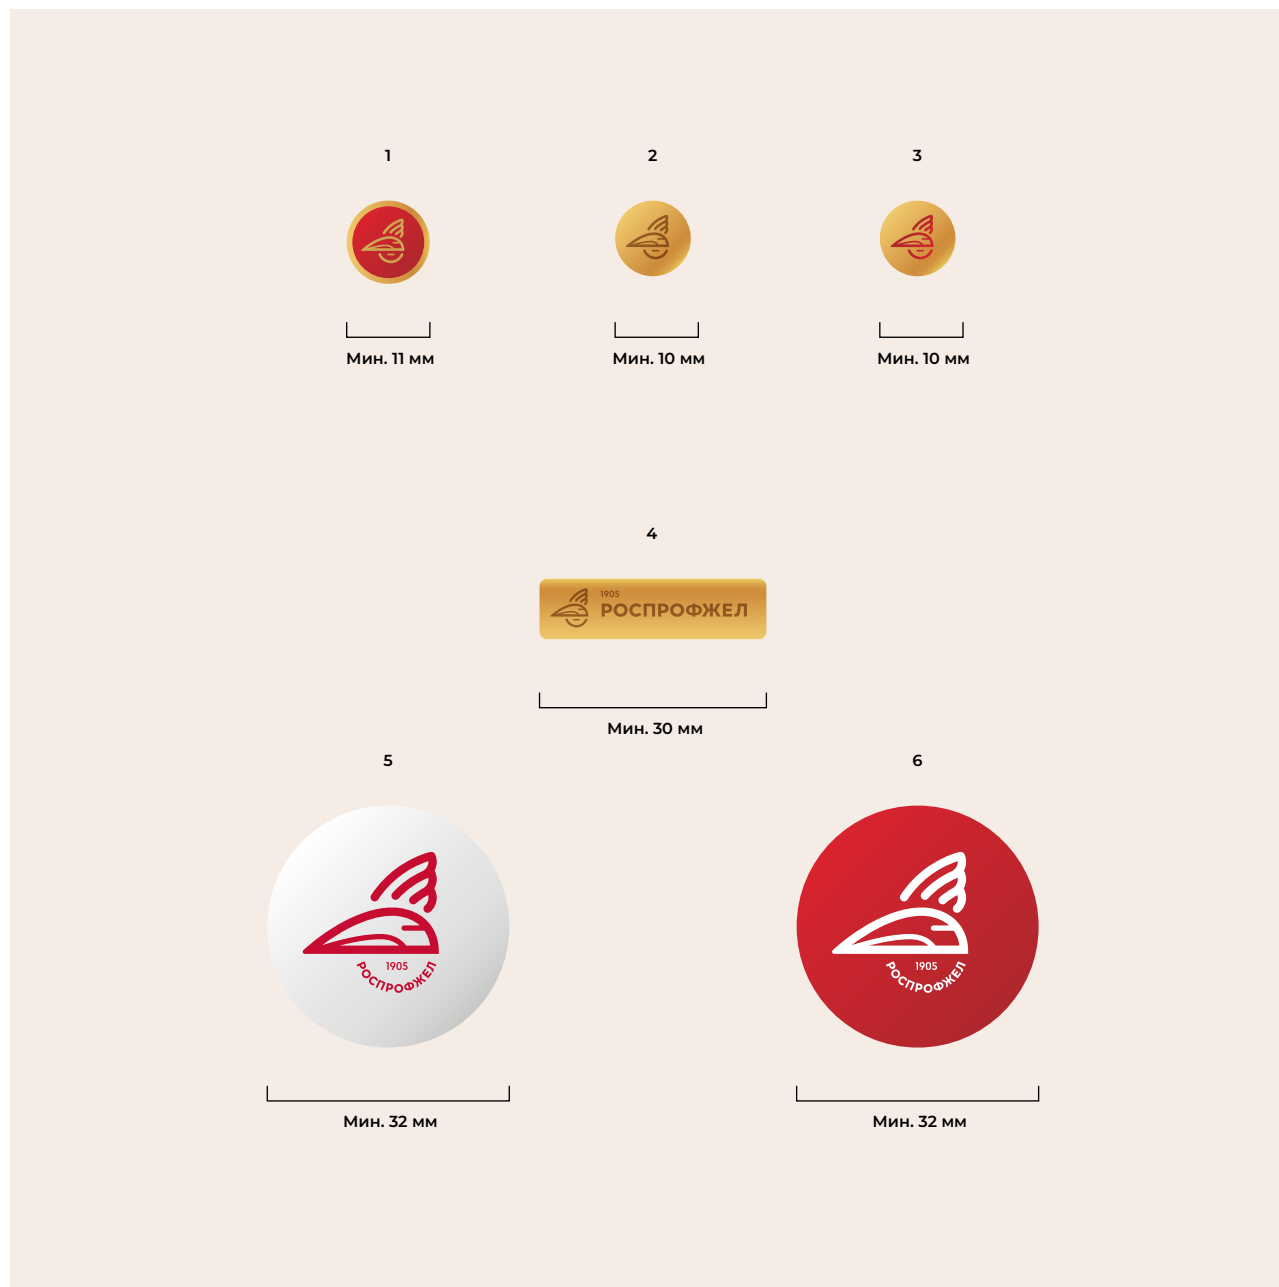 1
2
3
Мин. 11 мм
Мин. 10 мм
Мин. 10 мм
4
1905
РОСПРОФЖЕЛ
Мин. 30 мм
5
6
1905
РОСПРОФЖЕЛ
1905
РОСПРОФЖЕЛ
Мин. 32 мм
Мин. 32 мм